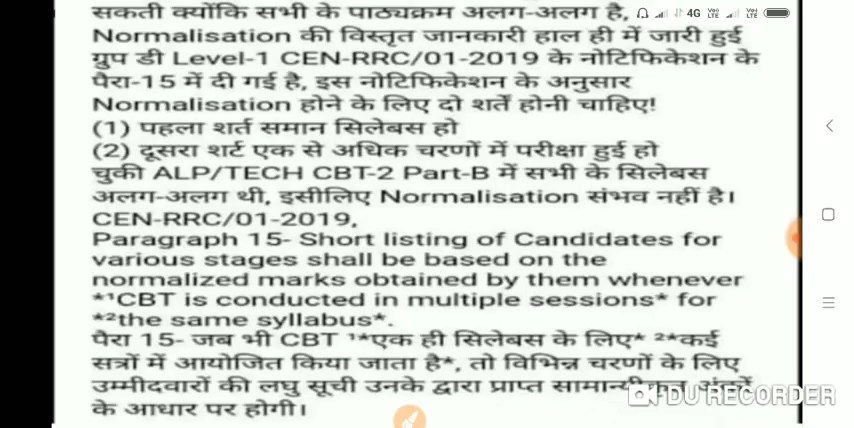 सकती क्योंकि सभी के पाठ्यक्रम अलग-अलग है,
4G VoLTE VoLTE
Normalisation की विस्तृत जानकारी हाल ही में जारी हुई
ग्रुप डी Level-1 CEN-RRC/01-2019 के नोटिफिकेशन के
पैरा-15 में दी गई है, इस नोटिफिकेशन के अनुसार
Normalisation होने के लिए दो शर्ते होनी चाहिए!
(1) पहला शर्त समान सिलेबस हो
(2) दूसरा शर्ट एक से अधिक चरणों में परीक्षा हुई हो
चुकी ALP/TECH CBT-2 Part-B में सभी के सिलेबस
अलग-अलग थी, इसीलिए Normalisation संभव नहीं है।
CEN-RRC/01-2019,
Paragraph 15- Short listing of Candidates for
various stages shall be based on the
normalized marks obtained by them whenever
*¹CBT is conducted in multiple sessions* for
*²the same syllabus*.
पैरा 15- जब भी CBT ¹*एक ही सिलेबस के लिए* ²*कई
सत्रों में आयोजित किया जाता है*, तो विभिन्न चरणों के लिए
उम्मीदवारों की लघु सूची उनके द्वारा प्राप्त सामान्यीकृत अंकों
के आधार पर होगी।
DU RECORDER